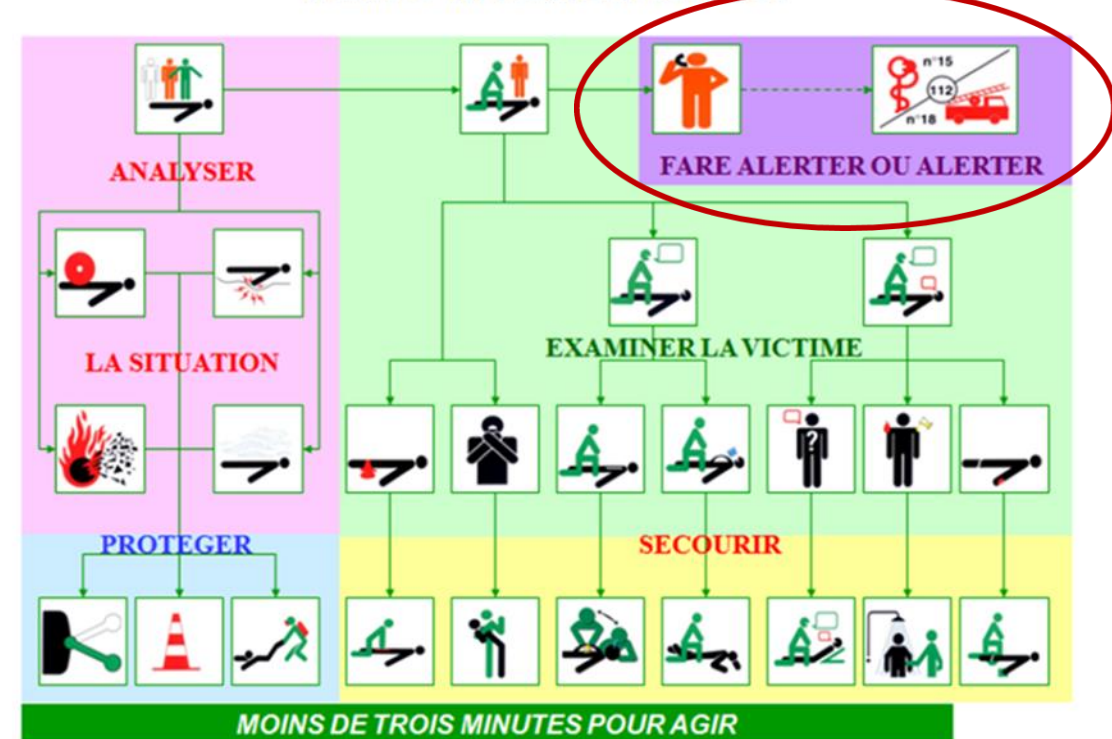 n°15
112
n°18
ANALYSER
FARE ALERTER OU ALERTER
LA SITUATION
EXAMINER LA VICTIME
?
PROTEGER
SECOURIR
MOINS DE TROIS MINUTES POUR AGIR